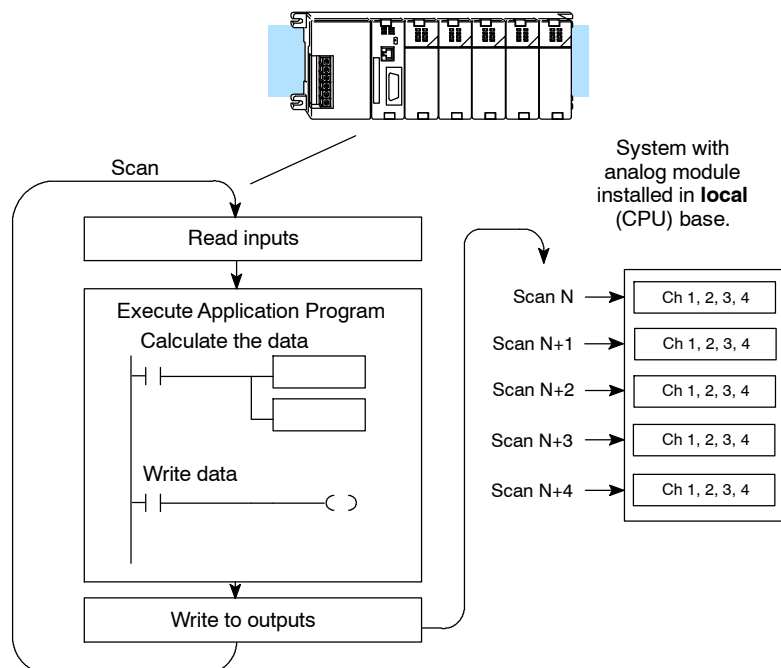 Scan
Read inputs
Execute Application Program
Calculate the data
Write data
Write to outputs
System with
analog module
installed in local
(CPU) base.
Scan N
Ch 1, 2, 3, 4
Scan N+1
Ch 1, 2, 3, 4
Scan N+2
Ch 1, 2, 3, 4
Scan N+3
Ch 1, 2, 3, 4
Scan N+4
Ch 1, 2, 3, 4